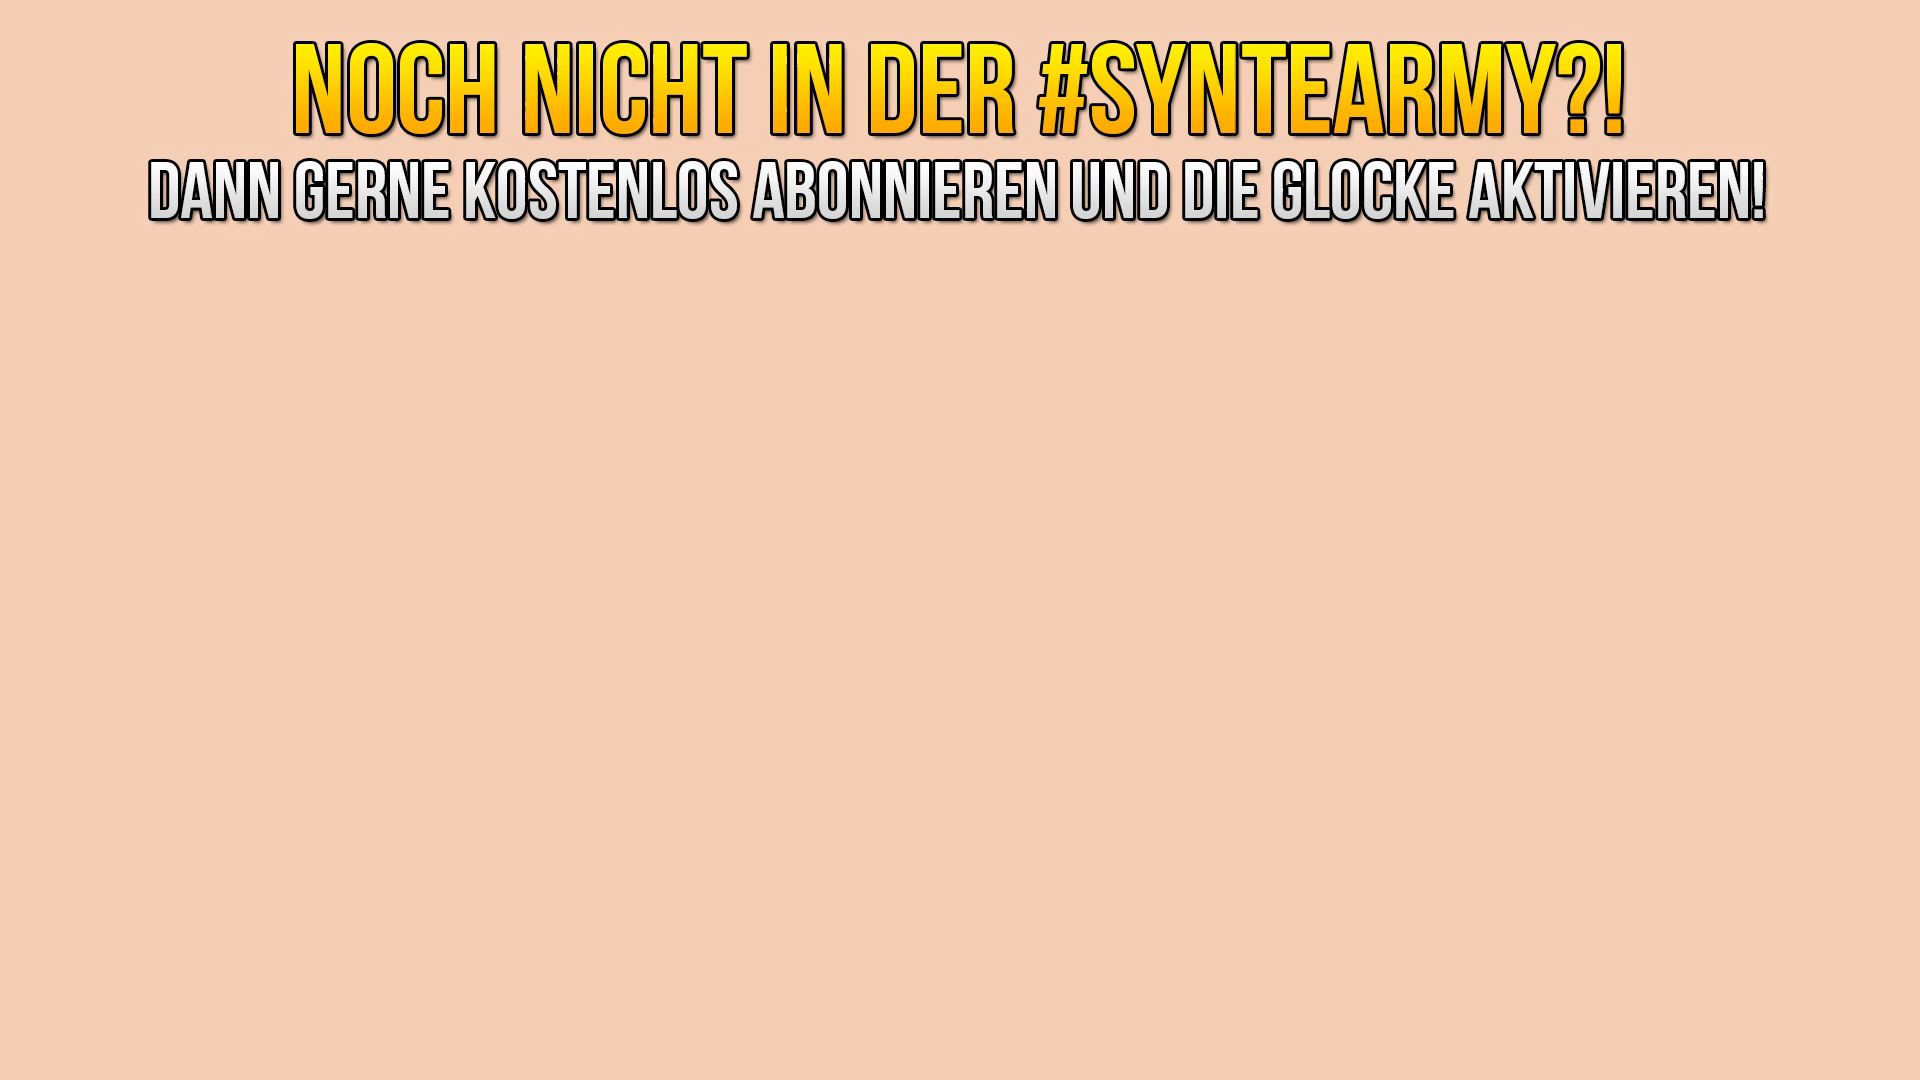 NOCH NICHT IN DER #SYNTEARMY?!
DANN GERNE KOSTENLOS ABONNIEREN UND DIE GLOCKE AKTIVIEREN!